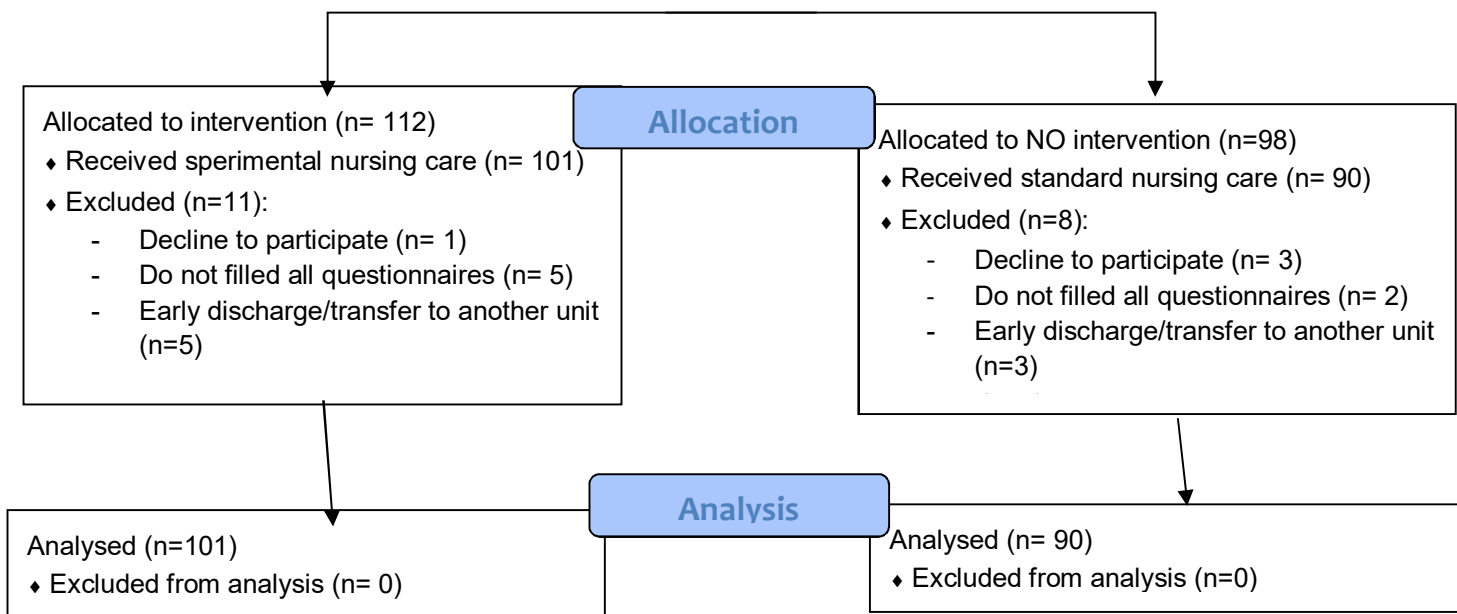 Allocation
Allocated to intervention (n= 112)
♦ Received sperimental nursing care (n= 101)
♦ Excluded (n=11):
- Decline to participate (n= 1)
- Do not filled all questionnaires (n= 5)
- Early discharge/transfer to another unit
(n=5)
Allocated to NO intervention (n=98)
♦ Received standard nursing care (n= 90)
♦ Excluded (n=8):
- Decline to participate (n= 3)
- Do not filled all questionnaires (n= 2)
- Early discharge/transfer to another unit
(n=3)
Analysis
Analysed (n=101)
♦ Excluded from analysis (n= 0)
Analysed (n= 90)
♦ Excluded from analysis (n=0)